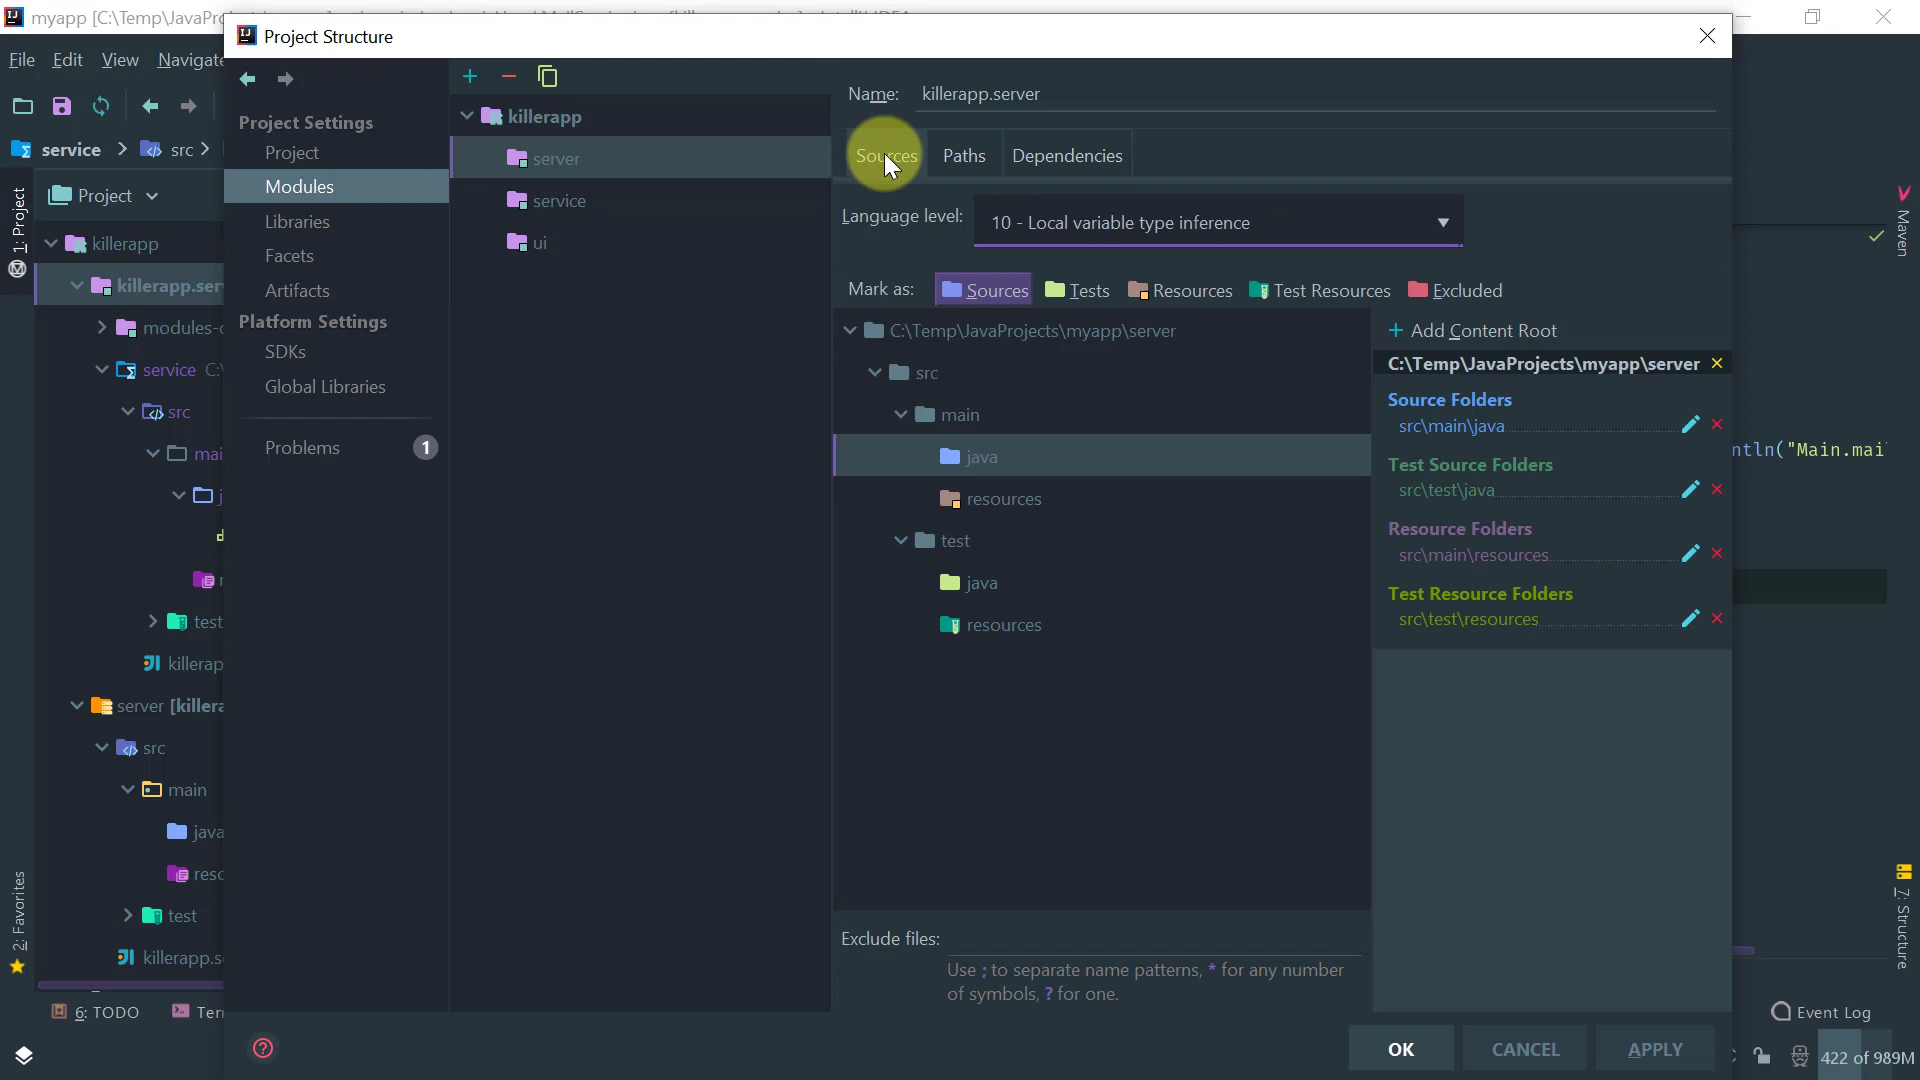 myapp [C:\Temp\JavaPr
Project Structure
File Edit View Navigate
Project Settings
Project
Modules
Libraries
Facets
Artifacts
Platform Settings
SDKs
Global Libraries
Problems 1
killerapp
server
service
ui
Name: killerapp.server
Sources Paths Dependencies
Language level: 10 - Local variable type inference
Mark as: Sources Tests Resources Test Resources Excluded
C:\Temp\JavaProjects\myapp\server
src
main
java
resources
test
java
resources
Add Content Root
C:\Temp\JavaProjects\myapp\server
Source Folders
src\main\java
Test Source Folders
src\test\java
Resource Folders
src\main\resources
Test Resource Folders
src\test\resources
Exclude files:
Use ; to separate name patterns, * for any number
of symbols, ? for one.
OK CANCEL APPLY
service src
Project
killerapp
killerapp.ser
modules-
service C:\
src
mai
j
r
test
killerap
server [killera
src
main
java
reso
test
killerapp.s
1: Project
2: Favorites
6: TODO
Ter
Maven
7: Structure
ntln("Main.mai
Event Log
422 of 989M